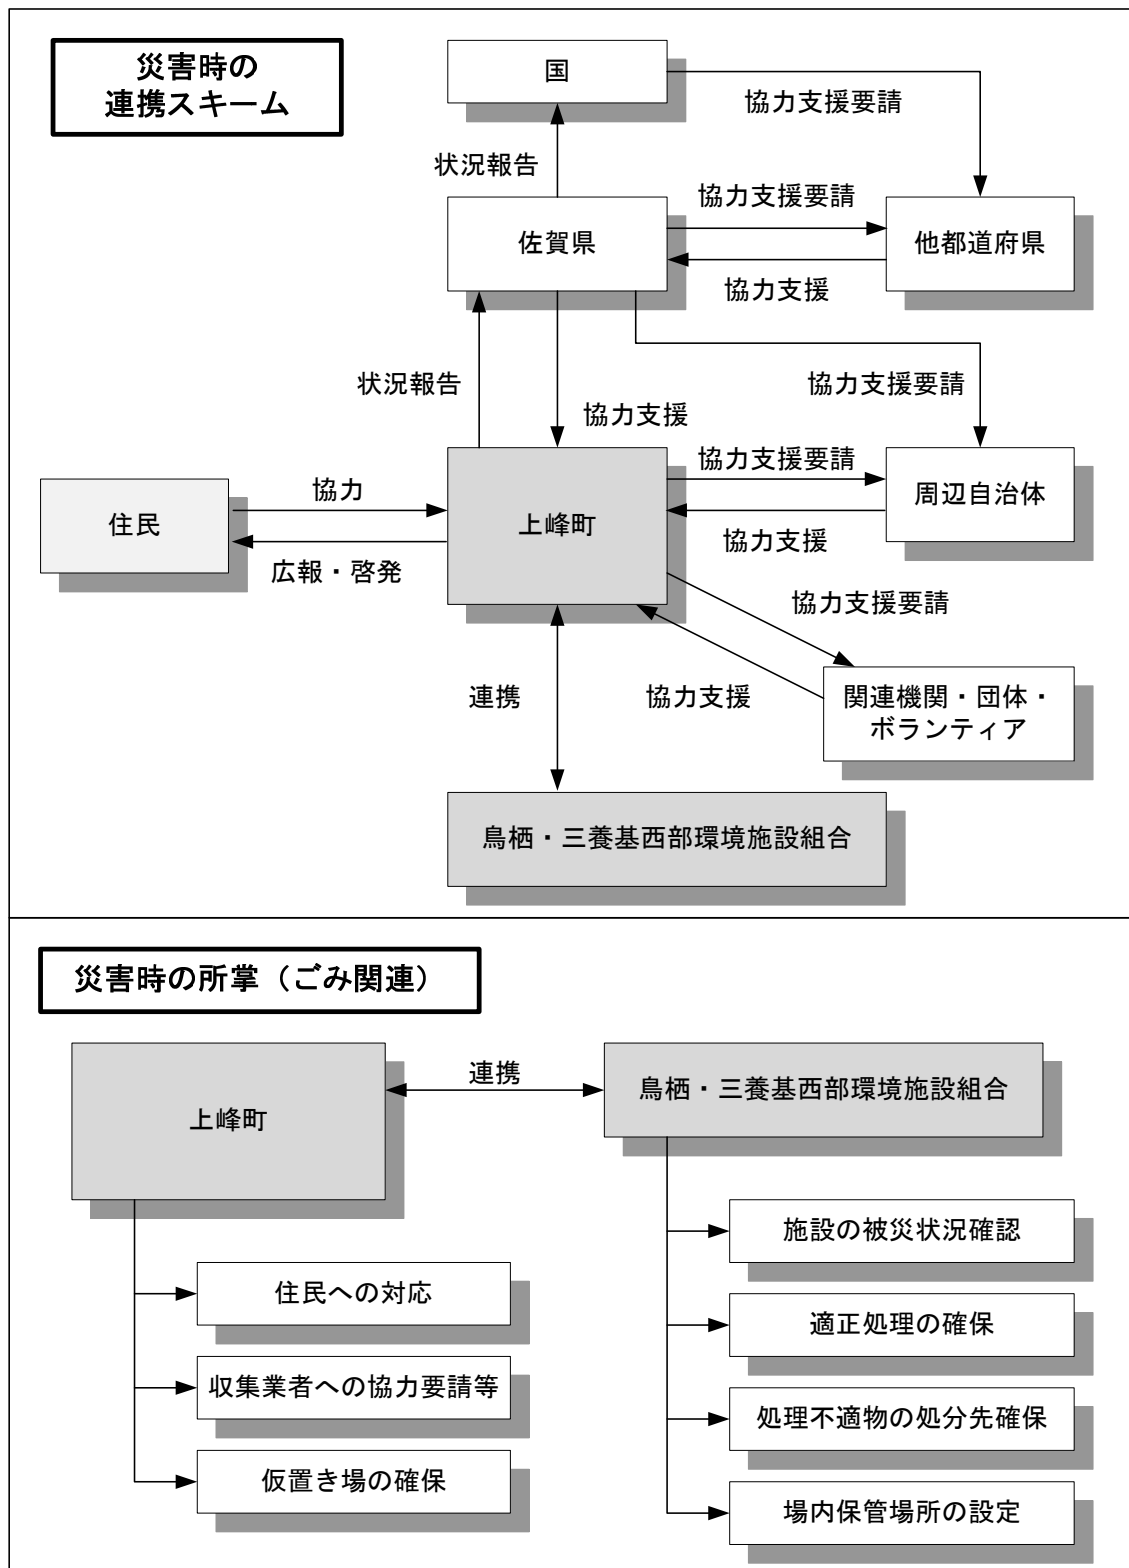 災害時の
連携スキーム
国
協力支援要請
状況報告
佐賀県
協力支援要請
他都道府県
協力支援
状況報告
協力支援
協力支援要請
住民
協力
広報・啓発
上峰町
協力支援要請
周辺自治体
協力支援
協力支援要請
連携
協力支援
関連機関・団体・
ボランティア
鳥栖・三養基西部環境施設組合
災害時の所掌（ごみ関連）
上峰町
連携
鳥栖・三養基西部環境施設組合
住民への対応
収集業者への協力要請等
仮置き場の確保
施設の被災状況確認
適正処理の確保
処理不適物の処分先確保
場内保管場所の設定